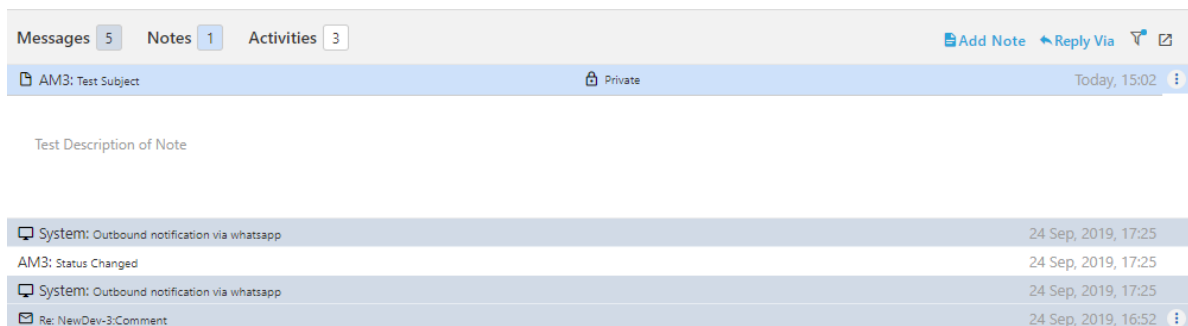 Messages 5 Notes 1 Activities 3 Add Note Reply Via
AM3: Test Subject Private Today, 15:02
Test Description of Note
System: Outbound notification via whatsapp 24 Sep, 2019, 17:25
AM3: Status Changed 24 Sep, 2019, 17:25
System: Outbound notification via whatsapp 24 Sep, 2019, 17:25
Re: NewDev-3:Comment 24 Sep, 2019, 16:52